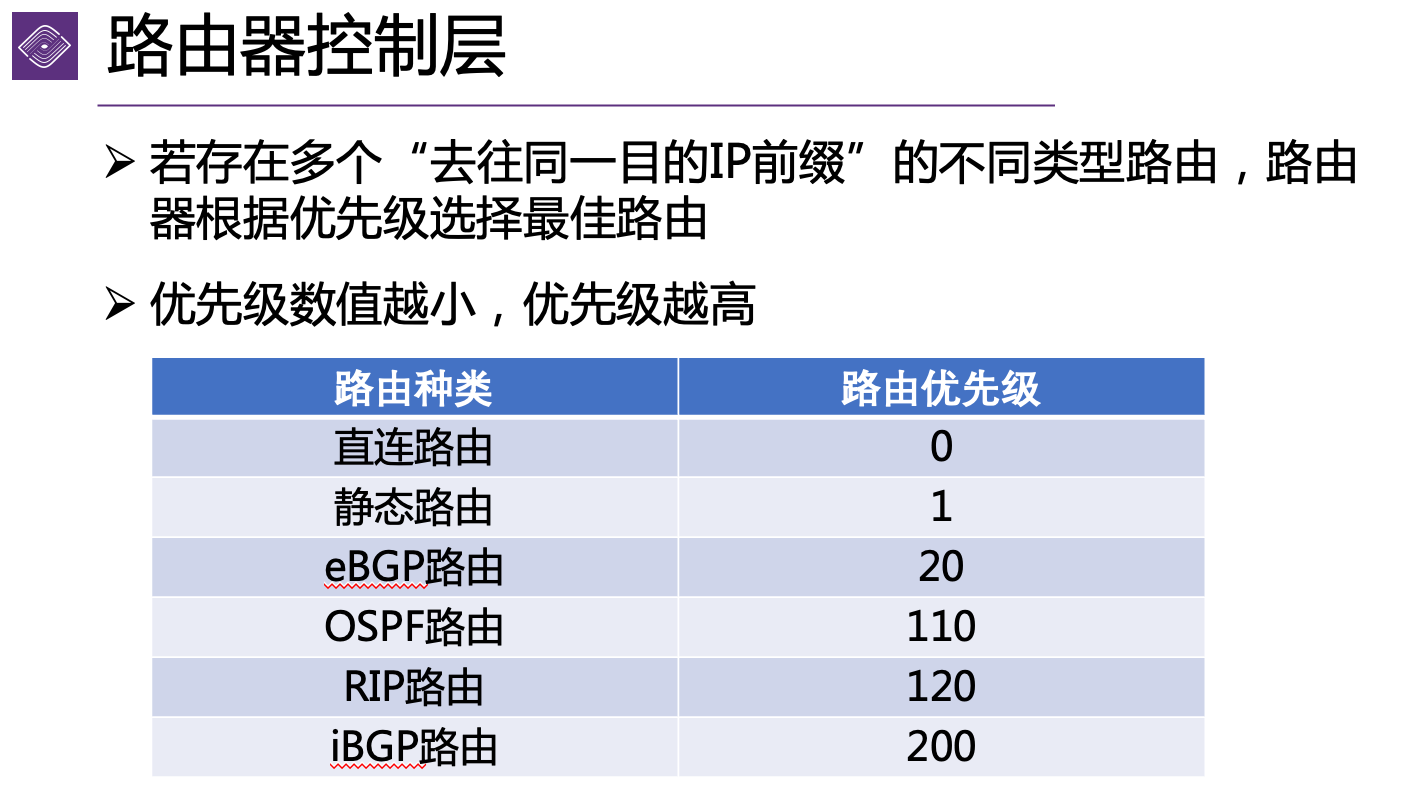 路由器控制层
若存在多个“去往同一目的IP前缀”的不同类型路由，路由
器根据优先级选择最佳路由
优先级数值越小，优先级越高
路由种类 路由优先级
直连路由 0
静态路由 1
eBGP路由 20
OSPF路由 110
RIP路由 120
iBGP路由 200